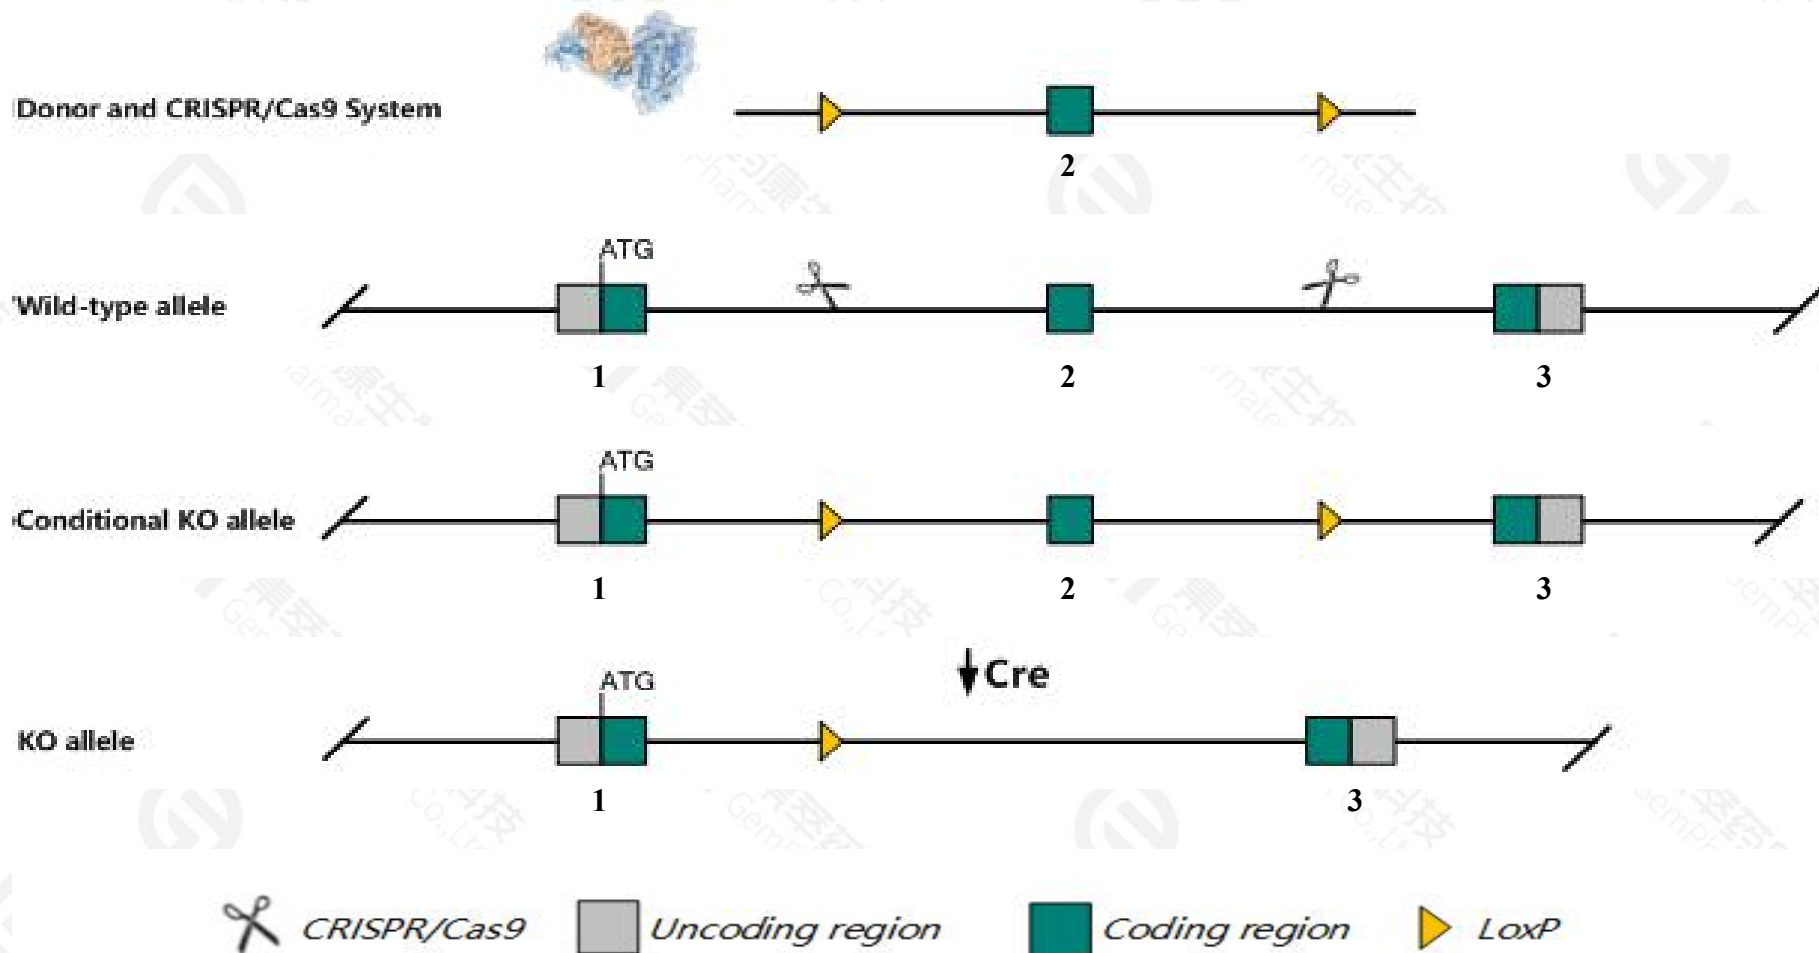 Donor and CRISPR/Cas9 System
2
ATG
Wild-type allele
1 2 3
ATG
Conditional KO allele
1 2 3
Cre
ATG
KO allele
1 3
CRISPR/Cas9 Uncoding region Coding region LoxP